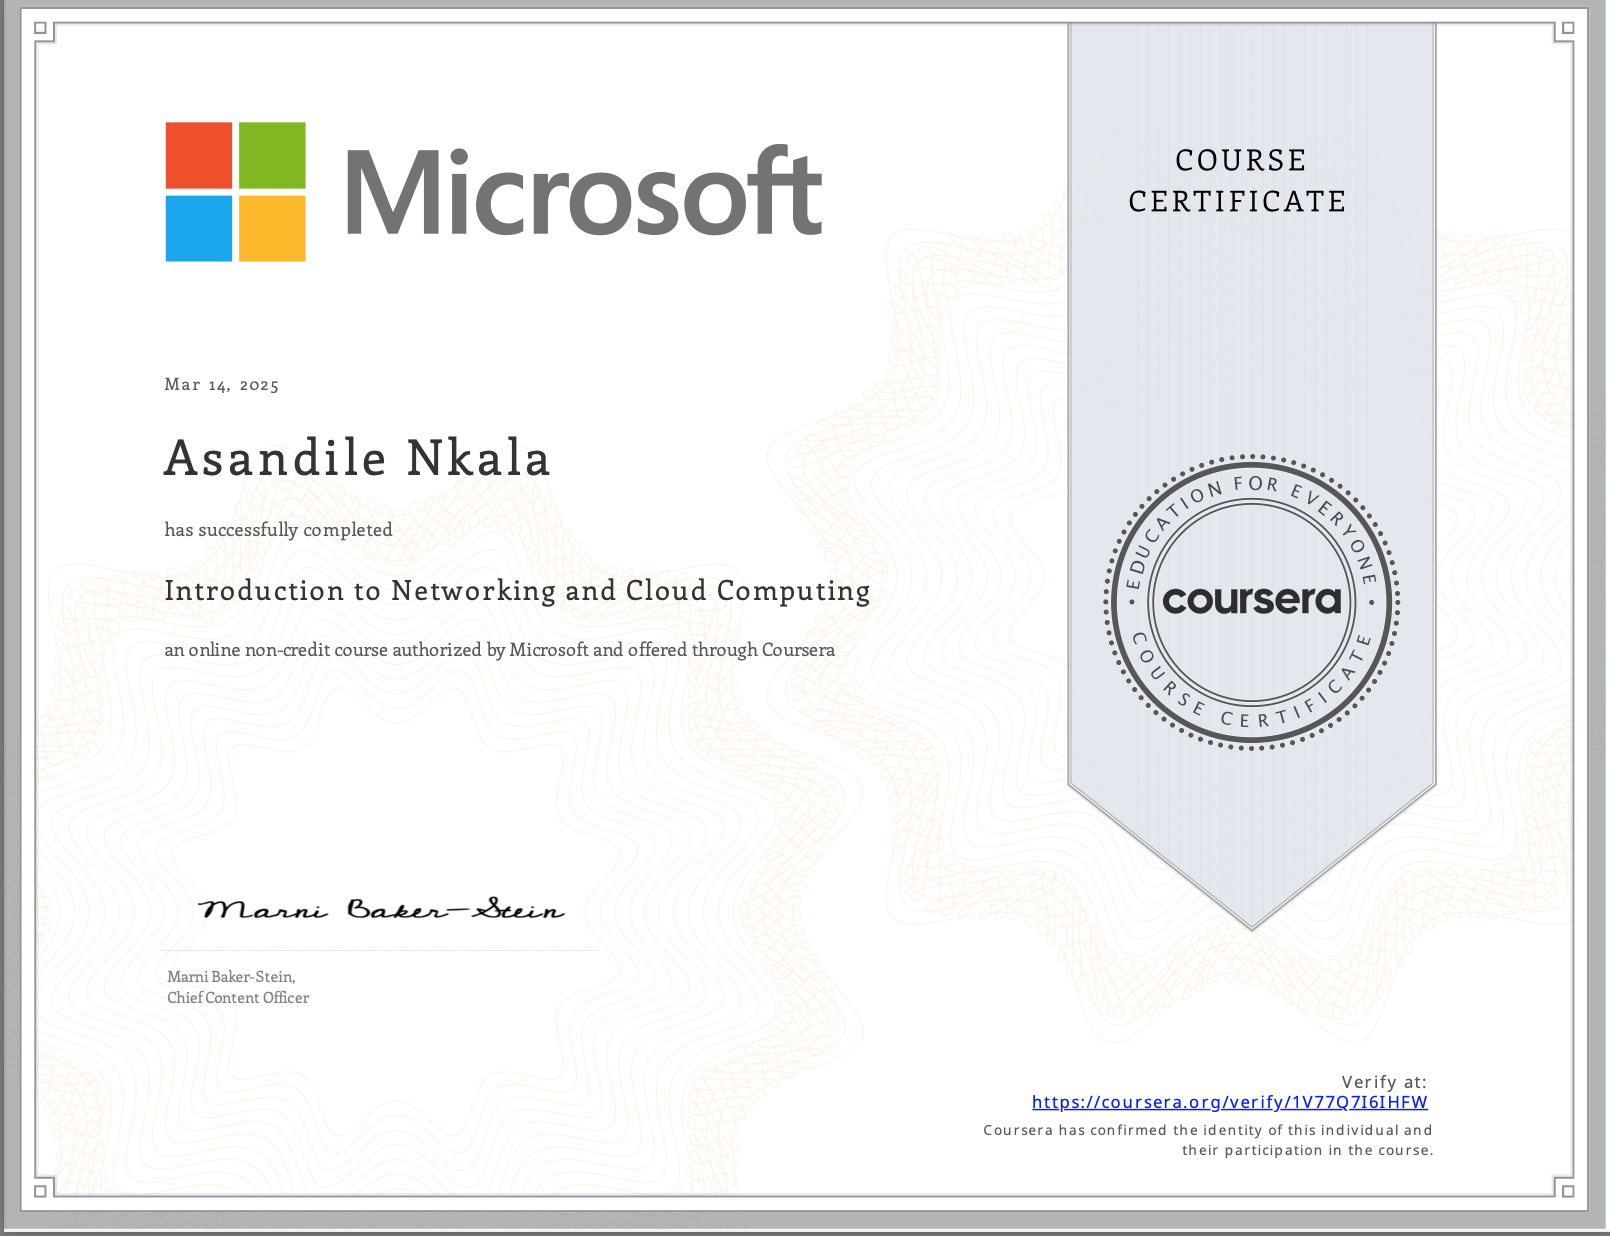 Microsoft
COURSE
CERTIFICATE
Mar 14, 2025
Asandile Nkala
has successfully completed
Introduction to Networking and Cloud Computing
an online non-credit course authorized by Microsoft and offered through Coursera
EDUCATION FOR EVERYONE
coursera
COURSE CERTIFICATE
Marni Baker-Stein
Marni Baker-Stein,
Chief Content Officer
Verify at:
https://coursera.org/verify/1V77Q7I6IHFW
Coursera has confirmed the identity of this individual and
their participation in the course.